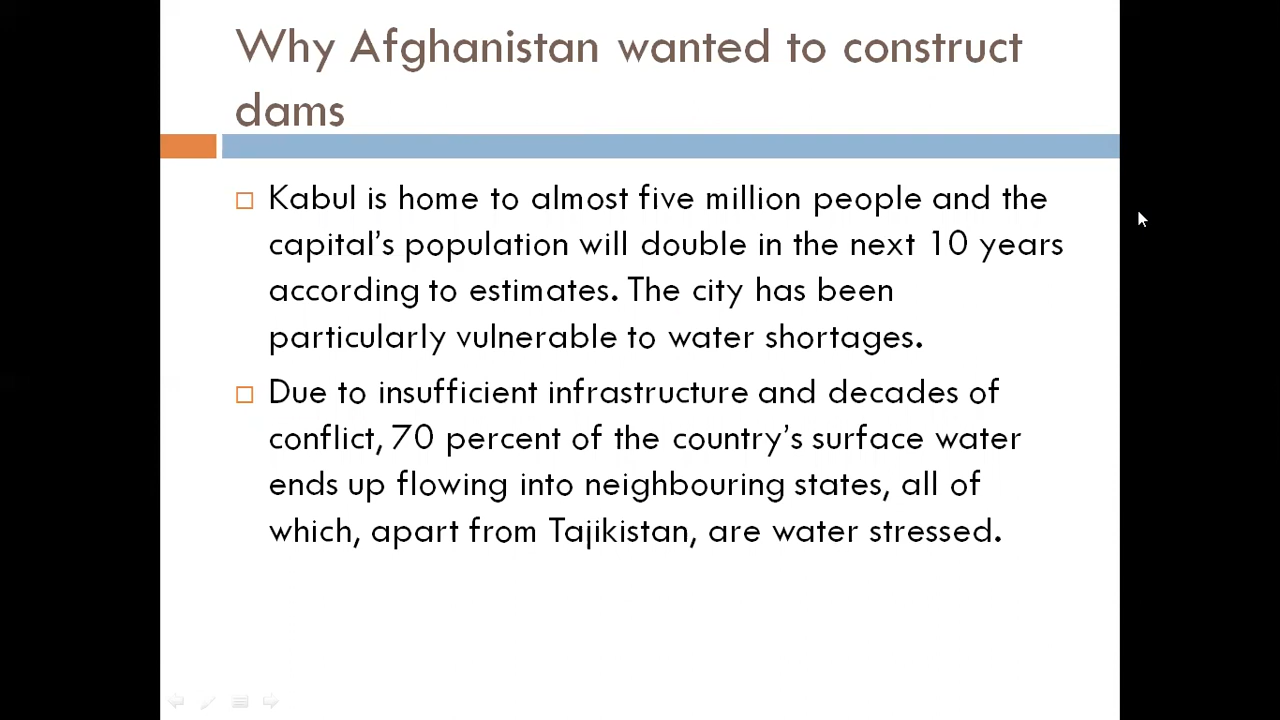 Why Afghanistan wanted to construct
dams
Kabul is home to almost five million people and the
capital’s population will double in the next 10 years
according to estimates. The city has been
particularly vulnerable to water shortages.
Due to insufficient infrastructure and decades of
conflict, 70 percent of the country’s surface water
ends up flowing into neighbouring states, all of
which, apart from Tajikistan, are water stressed.